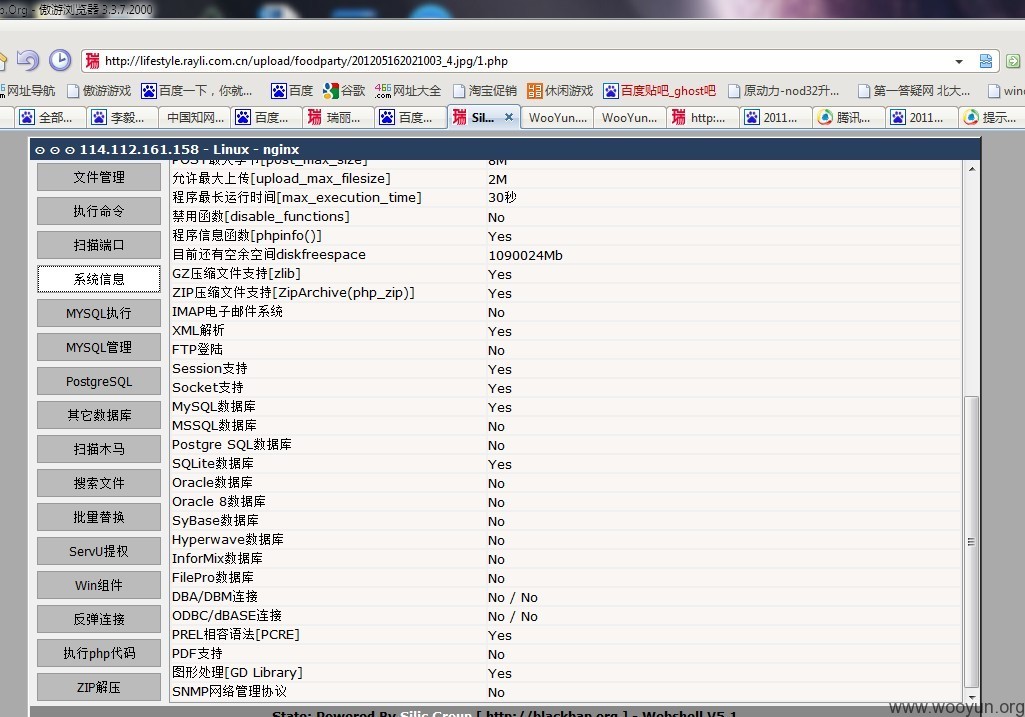 o.Org - 傲游浏览器 3.3.7.2000
http://lifestyle.rayli.com.cn/upload/foodparty/201205162021003_4.jpg/1.php
网址导航 傲游游戏 百度一下，你就... 百度 谷歌 网址大全 淘宝促销 休闲游戏 百度贴吧_ghost吧 原动力-nod32升... 第一答疑网 北大... wind
全部... 李毅... 中国知网... 百度... 瑞丽... 百度... Sil... WooYun.... WooYun... http:... 2011... 腾讯... 2011... 提示...
114.112.161.158 - Linux - nginx
POST最大字节[post_max_size] 8M
文件管理
允许最大上传[upload_max_filesize] 2M
程序最长运行时间[max_execution_time] 30秒
执行命令
禁用函数[disable_functions] No
程序信息函数[phpinfo()] Yes
扫描端口
目前还有空余空间diskfreespace 1090024Mb
GZ压缩文件支持[zlib] Yes
系统信息
ZIP压缩文件支持[ZipArchive(php_zip)] Yes
IMAP电子邮件系统 No
MYSQL执行
XML解析 Yes
FTP登陆 No
MYSQL管理
Session支持 Yes
PostgreSQL
Socket支持 Yes
MySQL数据库 Yes
其它数据库
MSSQL数据库 No
Postgre SQL数据库 No
扫描木马
SQLite数据库 Yes
Oracle数据库 No
搜索文件
Oracle 8数据库 No
SyBase数据库 No
批量替换
Hyperwave数据库 No
ServU提权
InforMix数据库 No
FilePro数据库 No
Win组件
DBA/DBM连接 No / No
ODBC/dBASE连接 No / No
反弹连接
PREL相容语法[PCRE] Yes
PDF支持 No
执行php代码
图形处理[GD Library] Yes
ZIP解压
SNMP网络管理协议 No
State: Powered By Silic Group [ http://blackbap.org ] - Webshell V5.1
www.wooyun.org